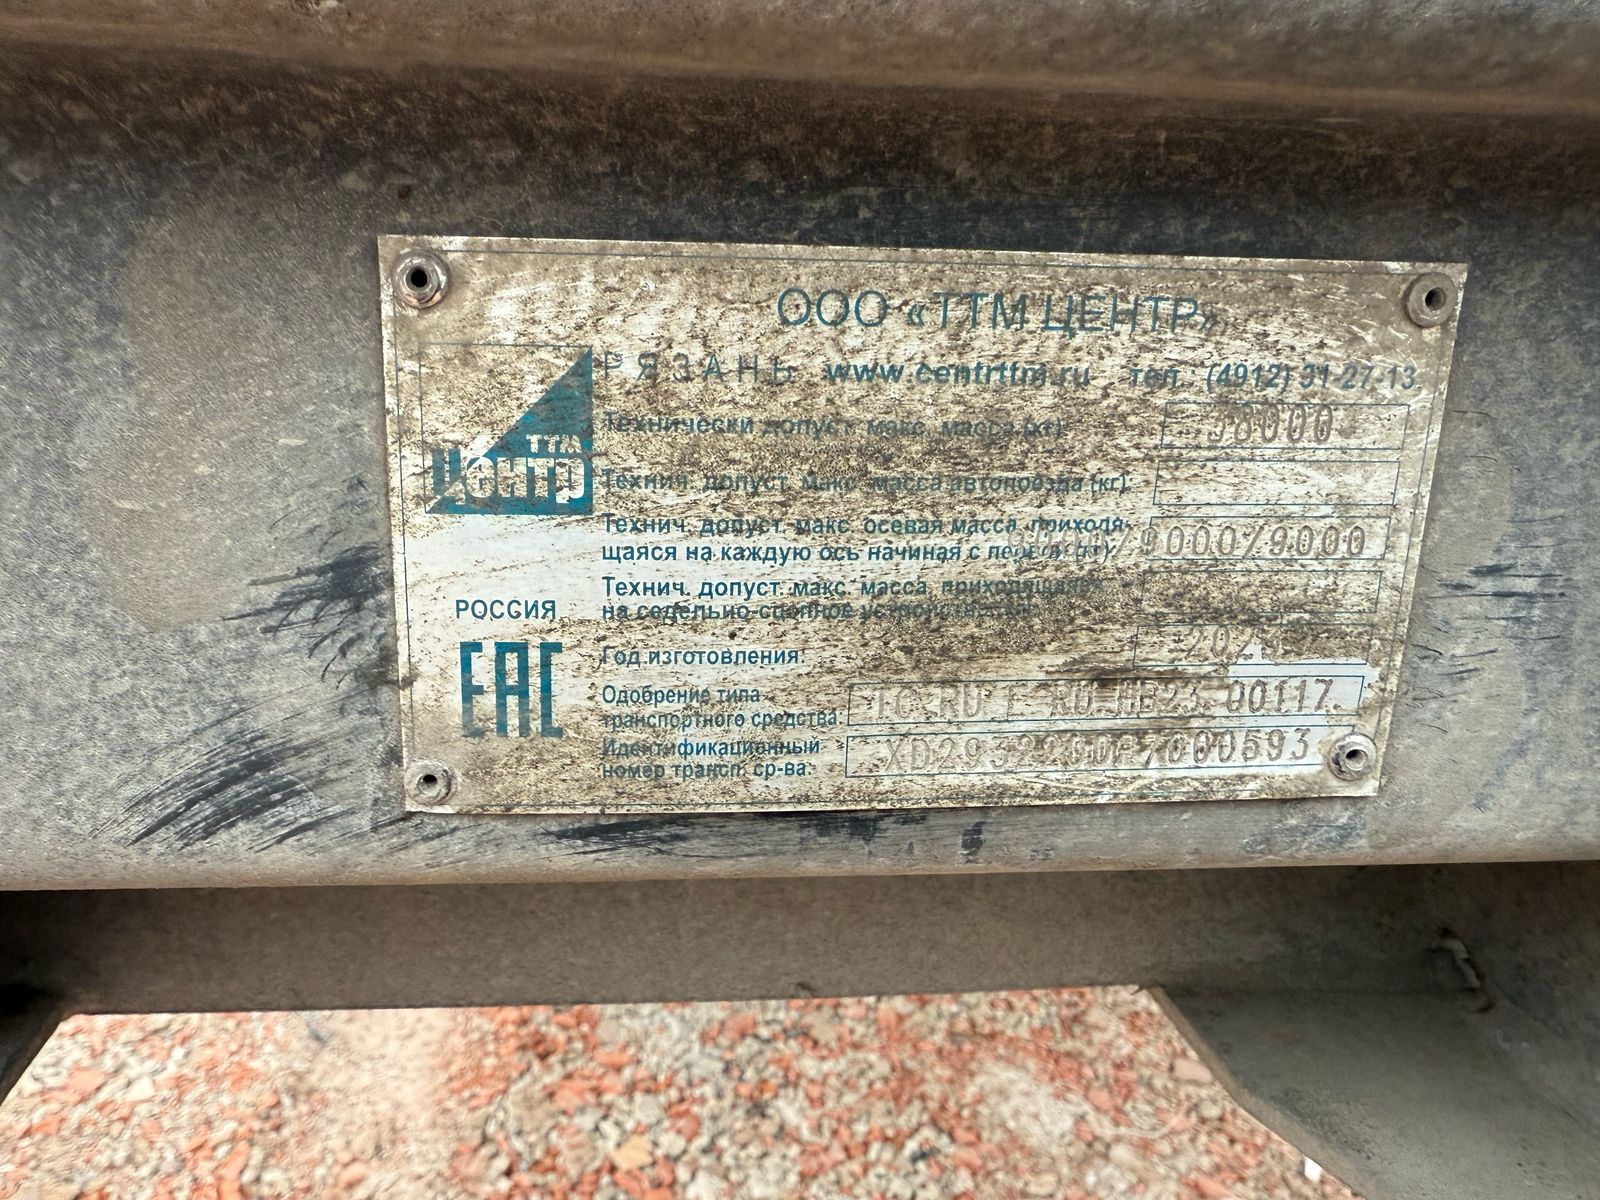 ООО «ТТМ ЦЕНТР»
РЯЗАНЬ www.centrttm.ru тел.: (4912) 31-27-13
ТТМ
ЦЕНТР
Технически допуст. макс. масса (кг): 38000
Технич. допуст. макс. масса автопоезда (кг):
Технич. допуст. макс. осевая масса, приходя-
щаяся на каждую ось начиная с первой (кг): 9000/9000/9000
Технич. допуст. макс. масса, приходящаяся
на седельно-сцепное устройство
РОССИЯ
ЕАС
Год изготовления:
Одобрение типа
транспортного средства: 00117
Идентификационный
номер трансп. ср-ва: